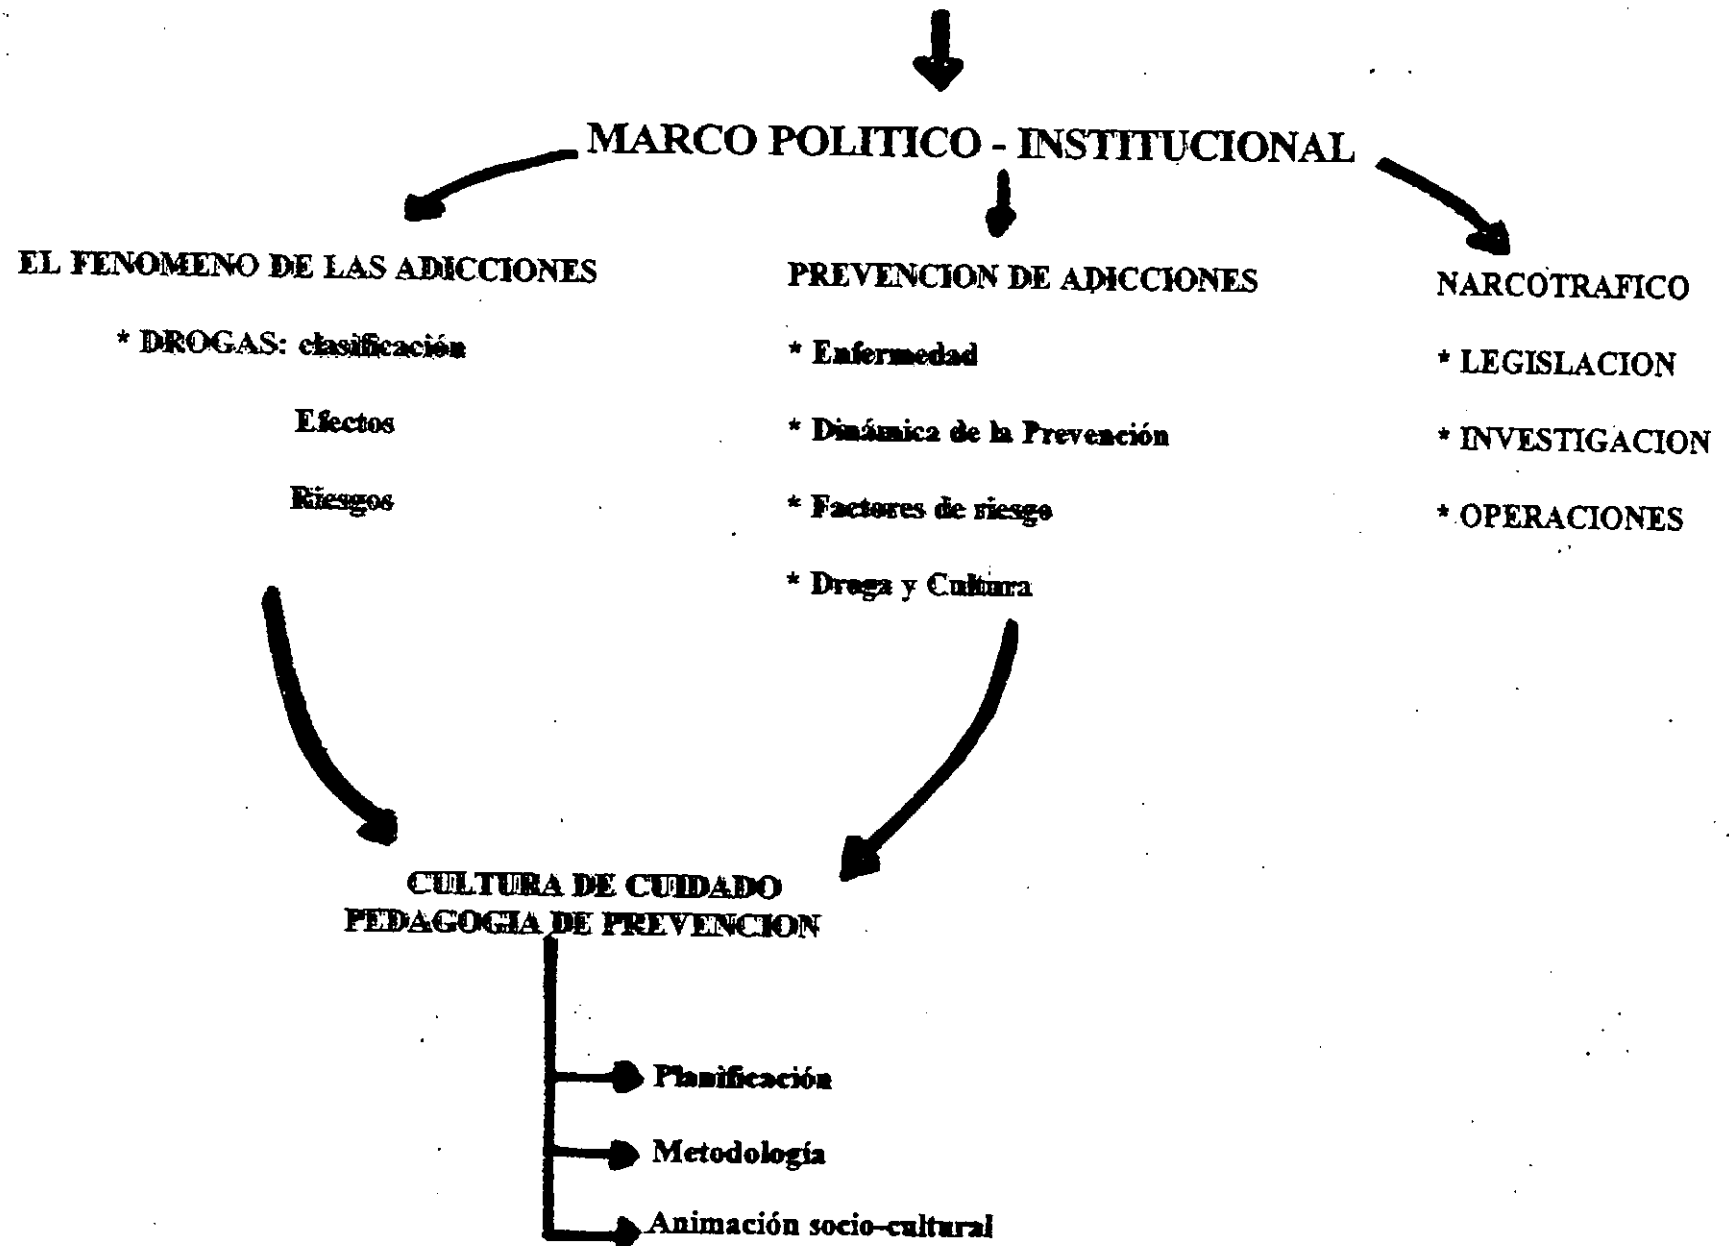 MARCO POLITICO - INSTITUCIONAL
EL FENOMENO DE LAS ADICCIONES
* DROGAS: clasificación
Efectos
Riesgos
PREVENCION DE ADICCIONES
* Enfermedad
* Dinámica de la Prevención
* Factores de riesgo
* Droga y Cultura
NARCOTRAFICO
* LEGISLACION
* INVESTIGACION
* OPERACIONES
CULTURA DE CUIDADO
PEDAGOGIA DE PREVENCION
Planificación
Metodología
Animación socio-cultural